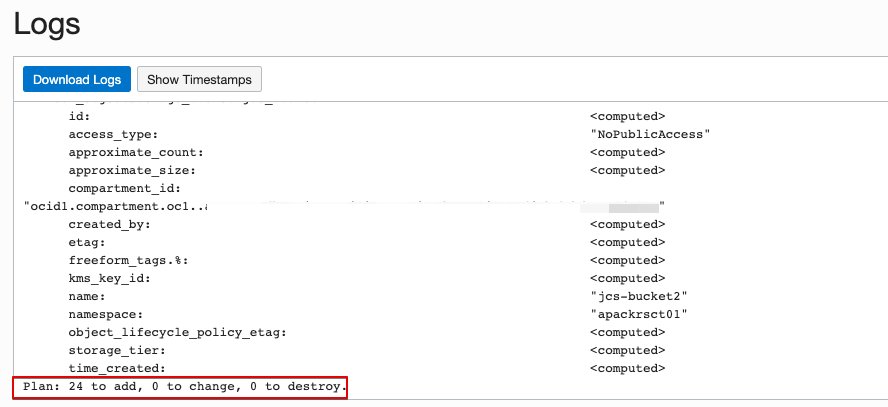 Logs
Download Logs Show Timestamps
id: <computed>
access_type: "NoPublicAccess"
approximate_count: <computed>
approximate_size: <computed>
compartment_id:
"ocid1.compartment.oc1.. "
created_by: <computed>
etag: <computed>
freeform_tags.%: <computed>
kms_key_id: <computed>
name: "jcs-bucket2"
namespace: "apackrsct01"
object_lifecycle_policy_etag: <computed>
storage_tier: <computed>
time_created: <computed>
Plan: 24 to add, 0 to change, 0 to destroy.